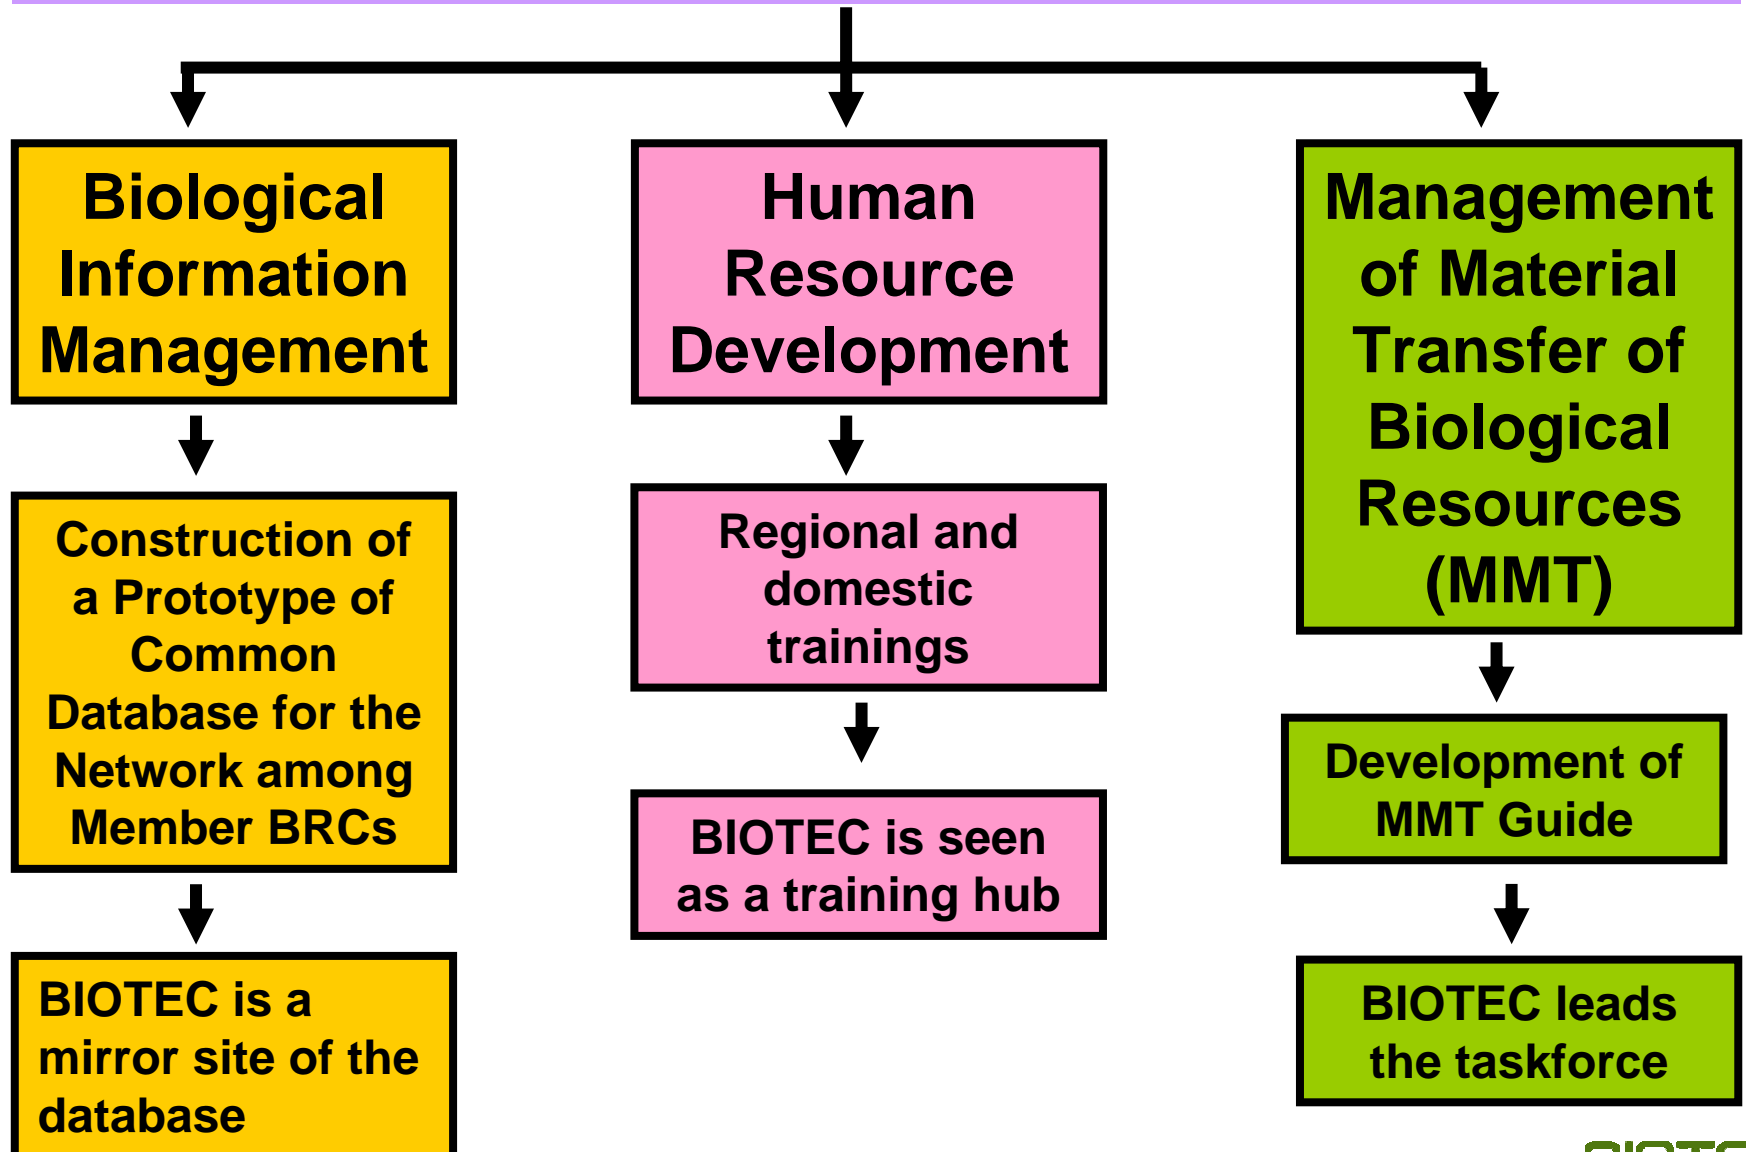 Biological
Information
Management
Construction of
a Prototype of
Common
Database for the
Network among
Member BRCs
BIOTEC is a
mirror site of the
database
Human
Resource
Development
Regional and
domestic
trainings
BIOTEC is seen
as a training hub
Management
of Material
Transfer of
Biological
Resources
(MMT)
Development of
MMT Guide
BIOTEC leads
the taskforce